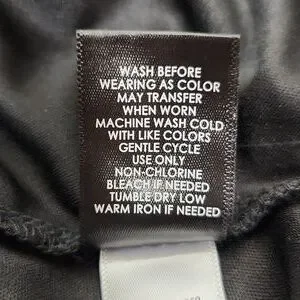 WASH BEFORE
WEARING AS COLOR
MAY TRANSFER
WHEN WORN
MACHINE WASH COLD
WITH LIKE COLORS
GENTLE CYCLE
USE ONLY
NON-CHLORINE
BLEACH IF NEEDED
TUMBLE DRY LOW
WARM IRON IF NEEDED